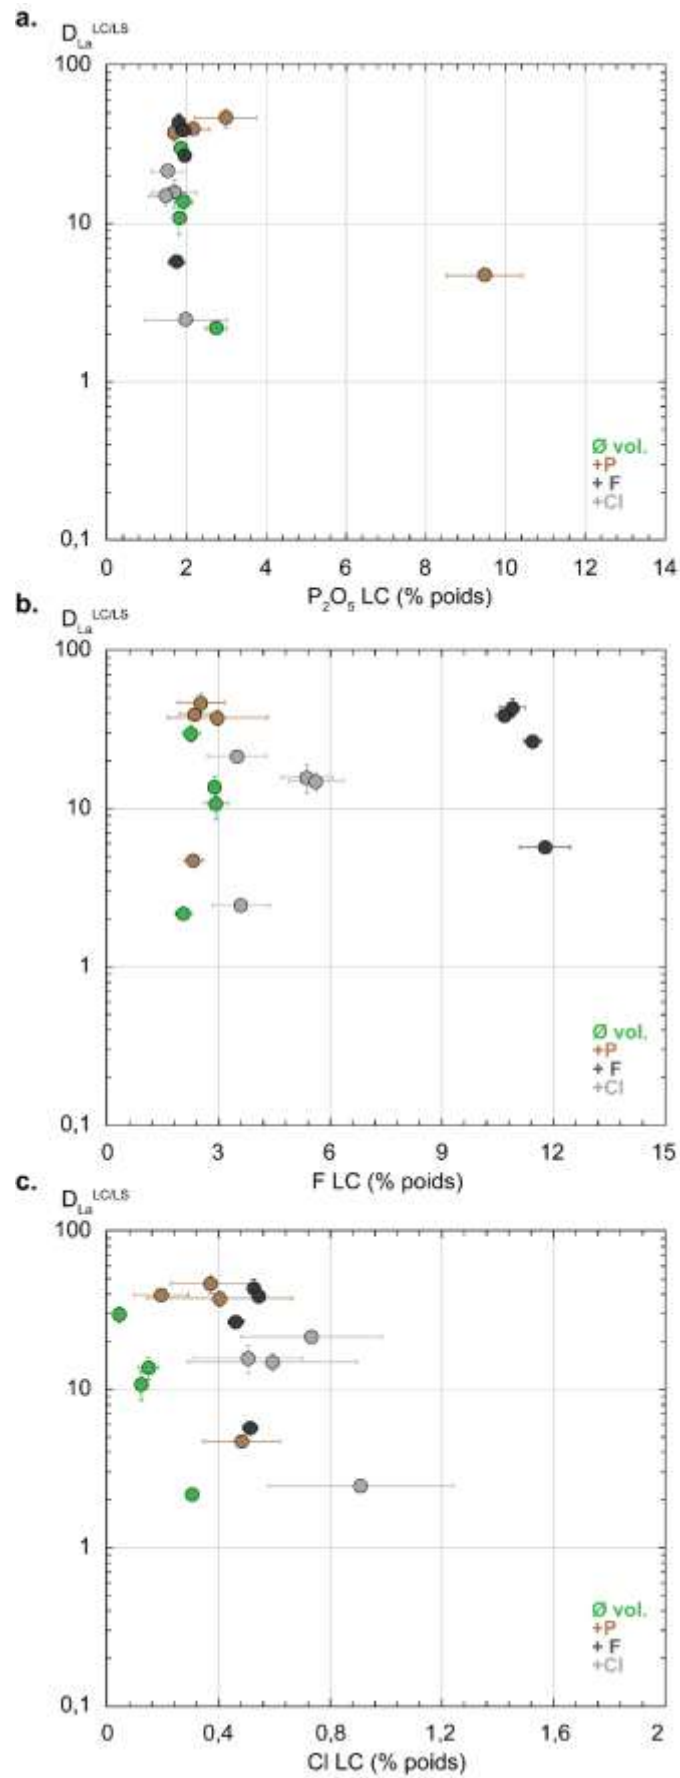 a.
D_La^LC/LS
100
10
1
0,1
0 2 4 6 8 10 12 14
P₂O₅ LC (% poids)
Ø vol.
+P
+ F
+Cl
b.
D_La^LC/LS
100
10
1
0,1
0 3 6 9 12 15
F LC (% poids)
Ø vol.
+P
+ F
+Cl
c.
D_La^LC/LS
100
10
1
0,1
0 0,4 0,8 1,2 1,6 2
Cl LC (% poids)
Ø vol.
+P
+ F
+Cl